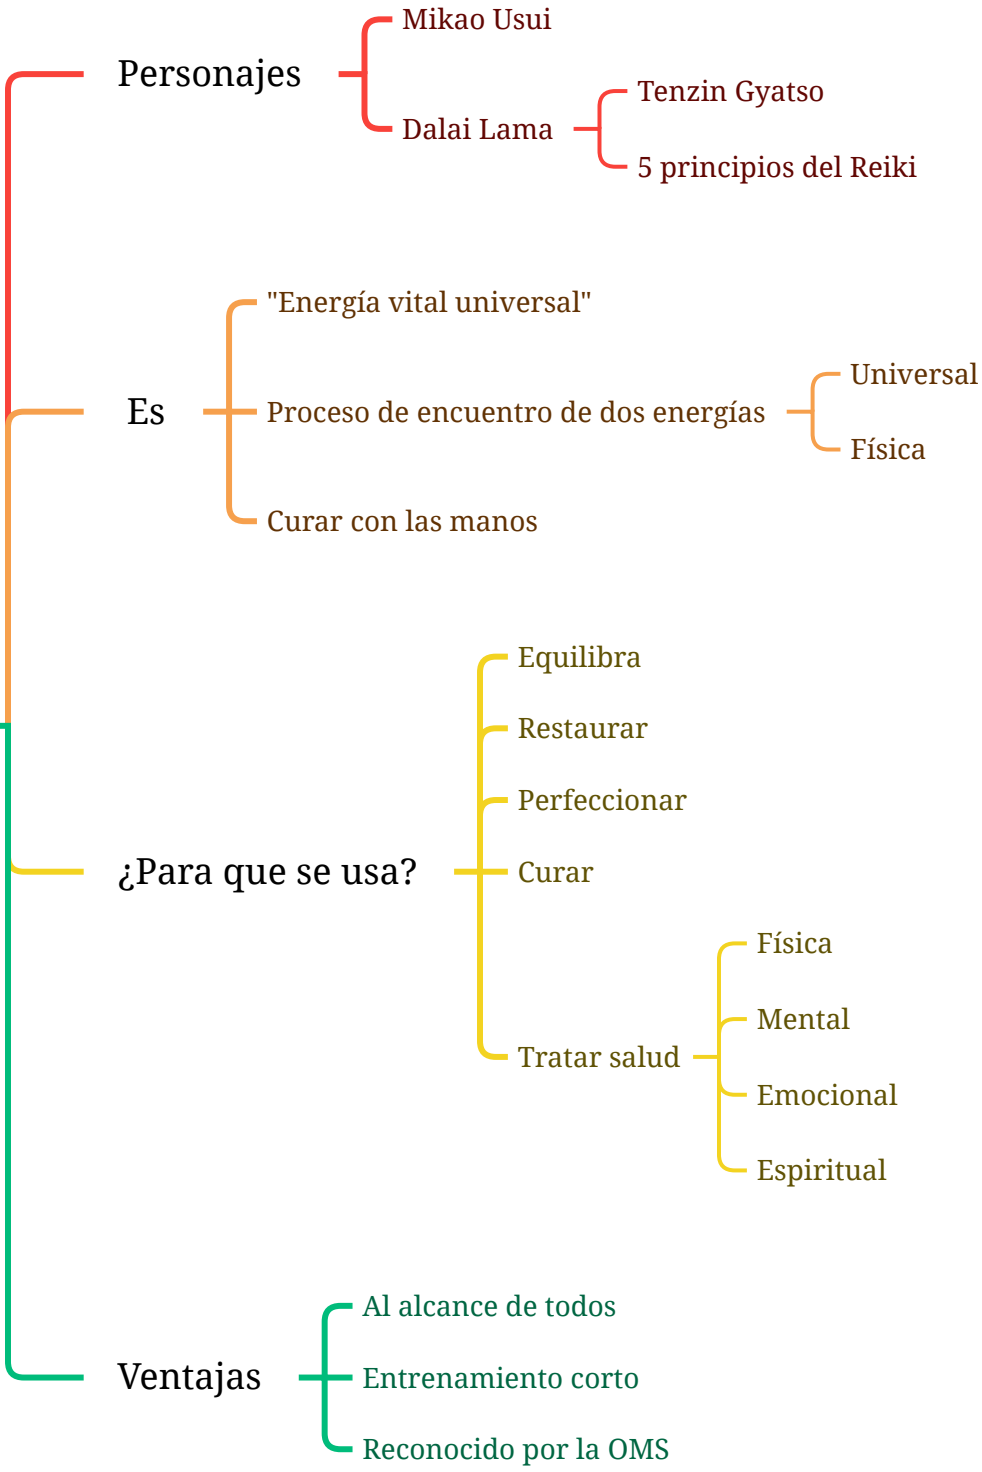 Personajes
Mikao Usui
Dalai Lama
Tenzin Gyatso
5 principios del Reiki
Es
"Energía vital universal"
Proceso de encuentro de dos energías
Universal
Física
Curar con las manos
¿Para que se usa?
Equilibra
Restaurar
Perfeccionar
Curar
Tratar salud
Física
Mental
Emocional
Espiritual
Ventajas
Al alcance de todos
Entrenamiento corto
Reconocido por la OMS